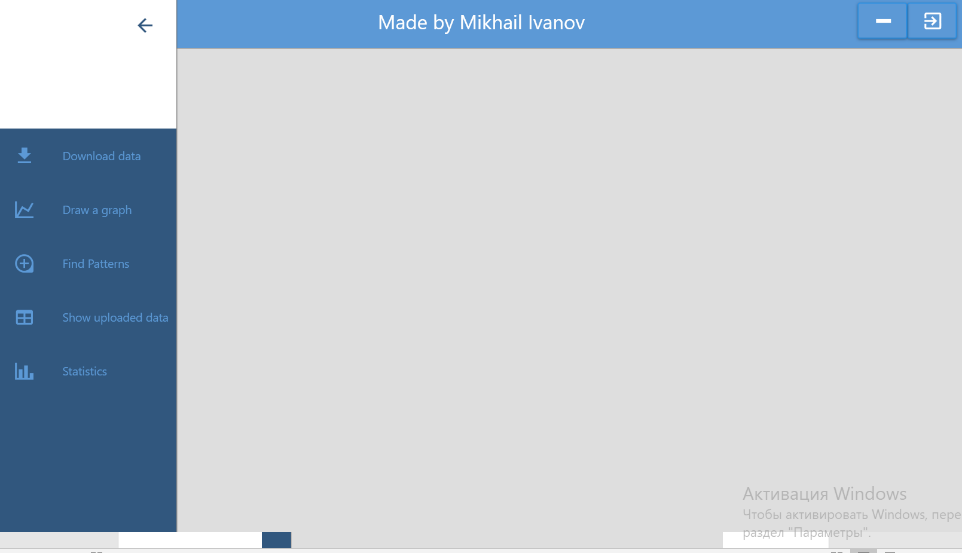 Made by Mikhail Ivanov
Download data
Draw a graph
Find Patterns
Show uploaded data
Statistics
Активация Windows
Чтобы активировать Windows, пере
раздел "Параметры".